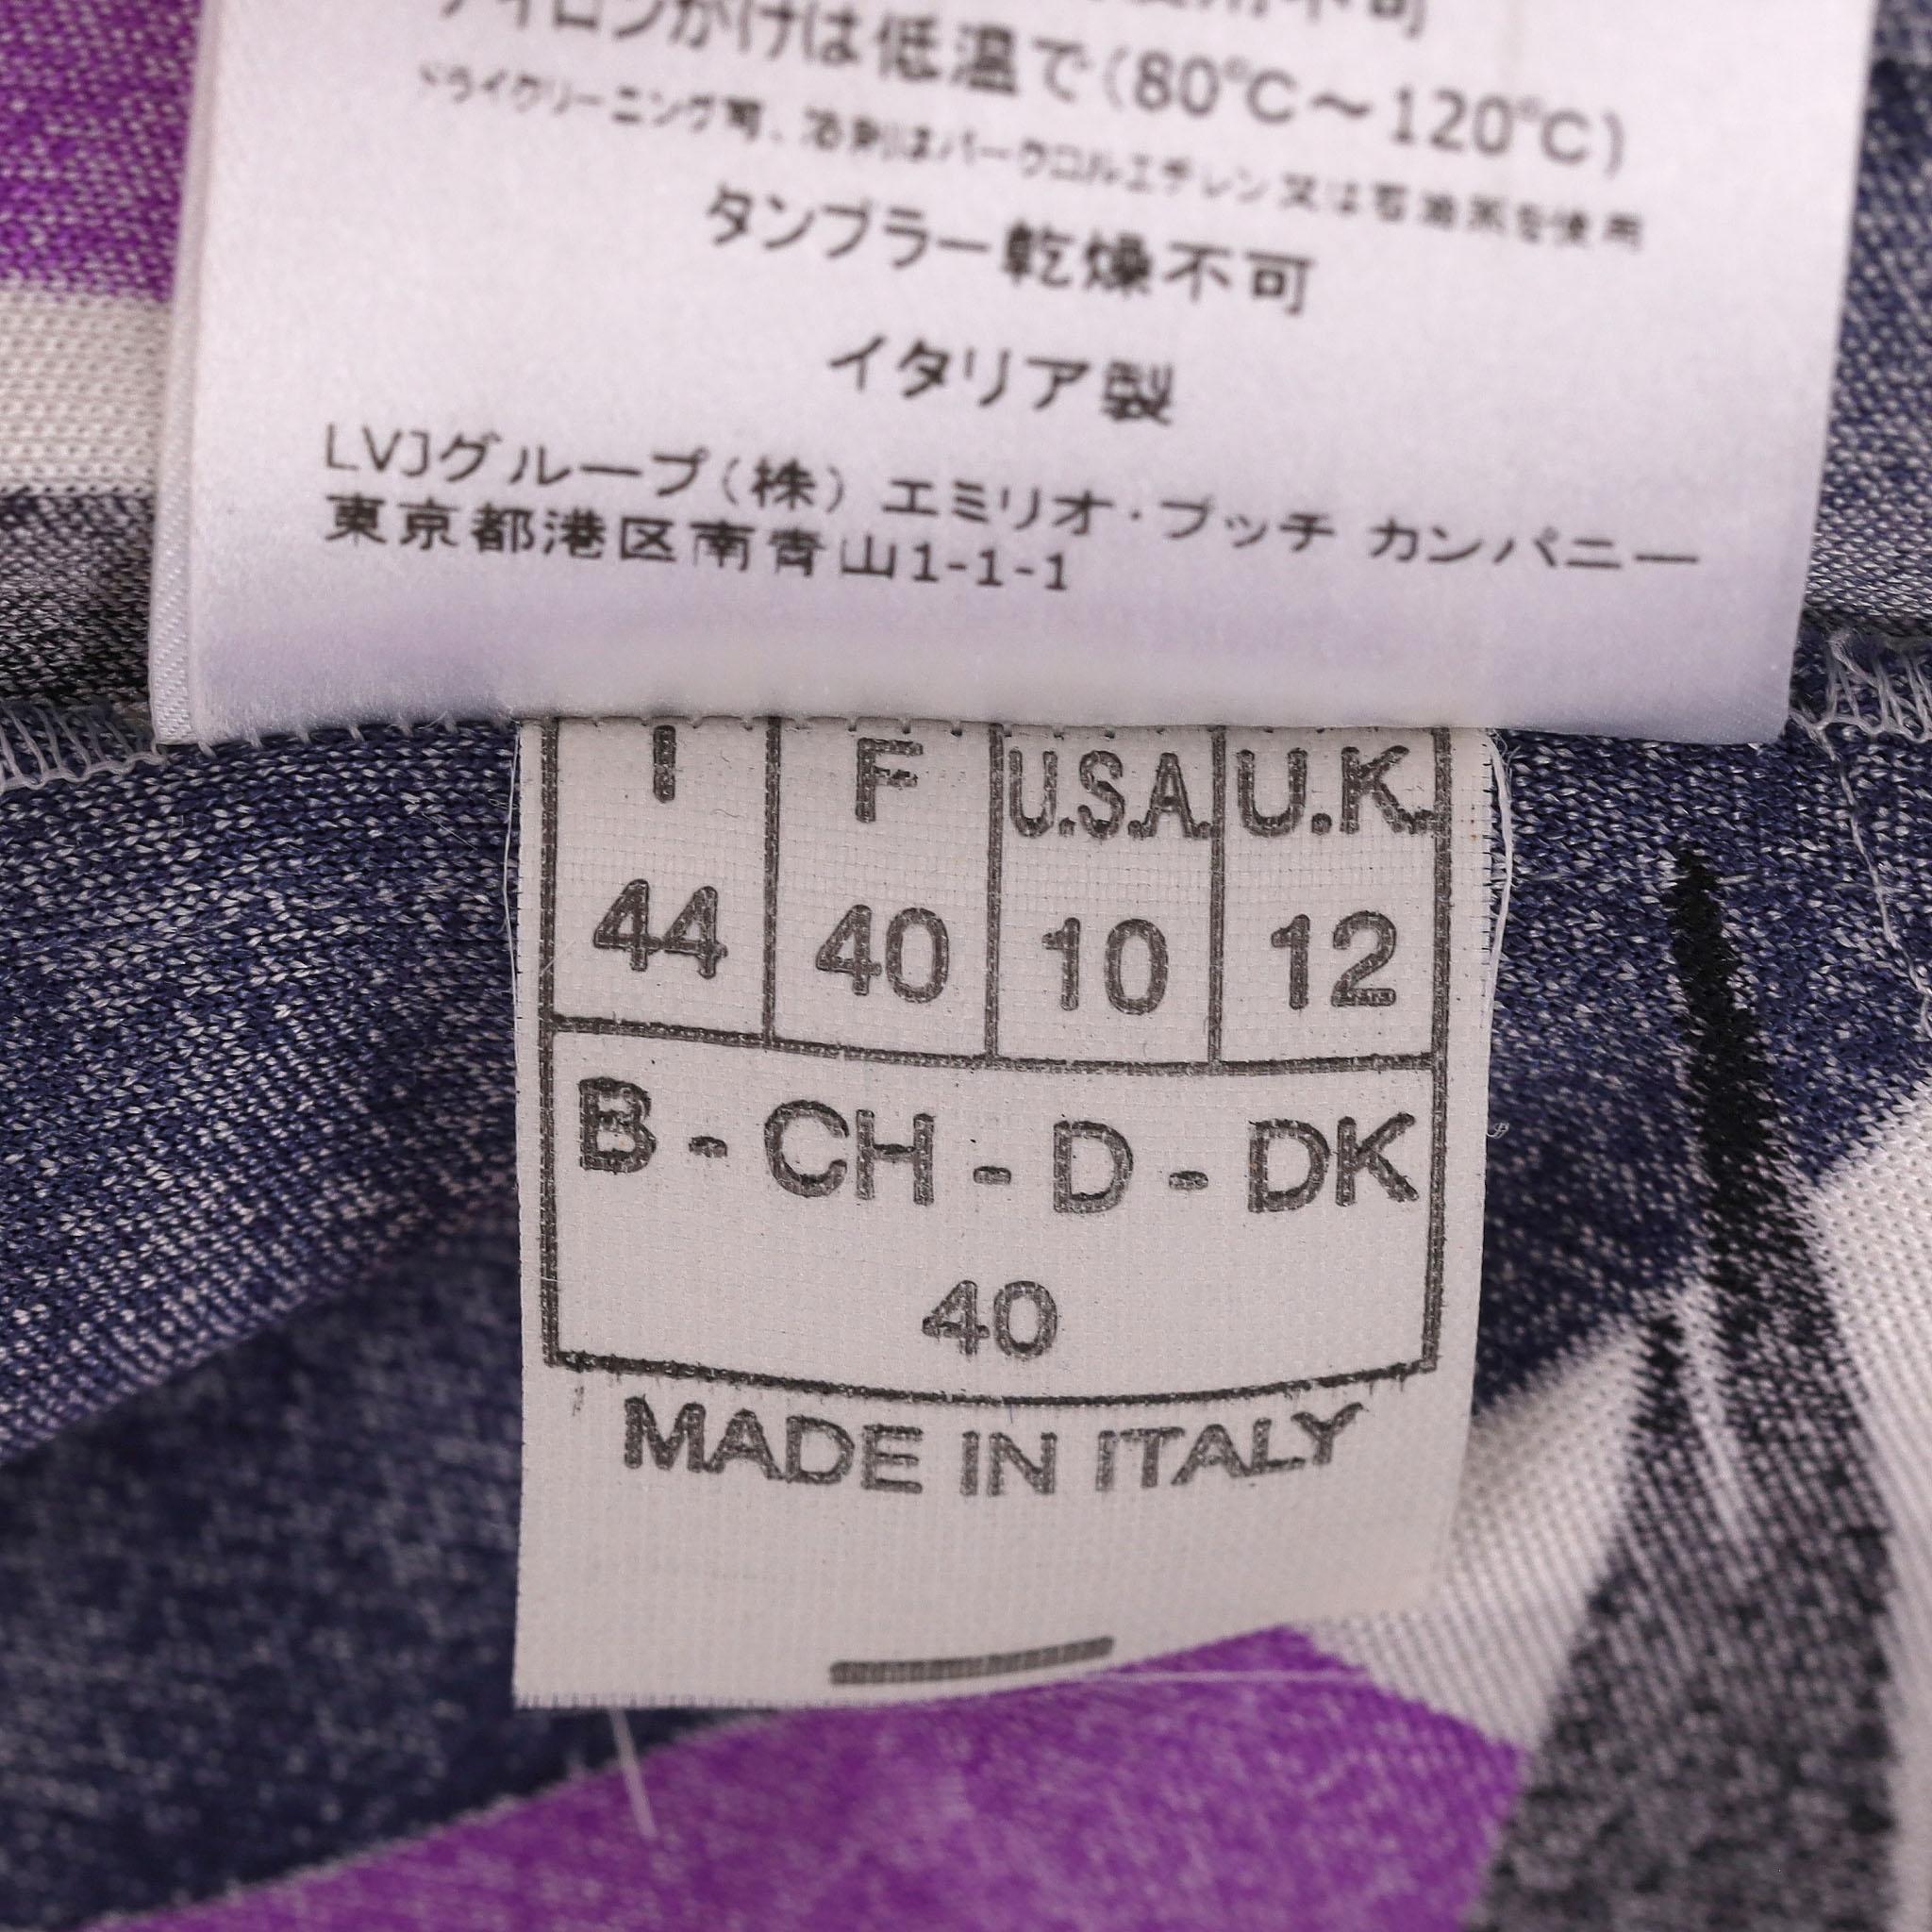 アイロンがけは低温で(80°C～120°C)
ドライクリーニング可、溶剤はパークロルエチレン又は石油系を使用
タンブラー乾燥不可
イタリア製
LVJグループ(株) エミリオ・プッチ カンパニー
東京都港区南青山1-1-1
I F U.S.A. U.K.
44 40 10 12
B - CH - D - DK
40
MADE IN ITALY